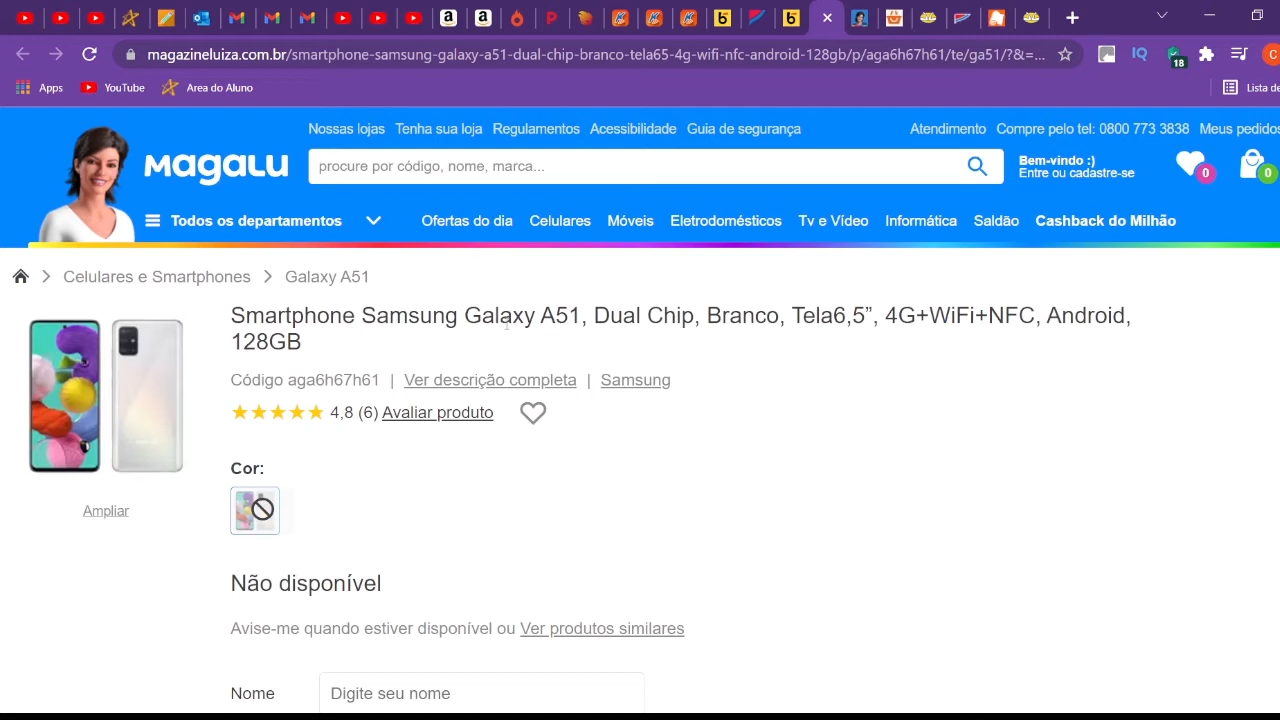 magazineluiza.com.br/smartphone-samsung-galaxy-a51-dual-chip-branco-tela65-4g-wifi-nfc-android-128gb/p/aga6h67h61/te/ga51/?&=...
IQ
18
C
Apps
YouTube
Area do Aluno
Lista de
Nossas lojas Tenha sua loja Regulamentos Acessibilidade Guia de segurança
Atendimento Compre pelo tel: 0800 773 3838 Meus pedidos
MAGALU
procure por código, nome, marca...
Bem-vindo :)
Entre ou cadastre-se
0
0
Todos os departamentos
Ofertas do dia Celulares Móveis Eletrodomésticos Tv e Vídeo Informática Saldão Cashback do Milhão
Celulares e Smartphones
Galaxy A51
Smartphone Samsung Galaxy A51, Dual Chip, Branco, Tela6,5”, 4G+WiFi+NFC, Android,
128GB
Código aga6h67h61 | Ver descrição completa | Samsung
4,8 (6) Avaliar produto
Cor:
Ampliar
Não disponível
Avise-me quando estiver disponível ou Ver produtos similares
Nome
Digite seu nome